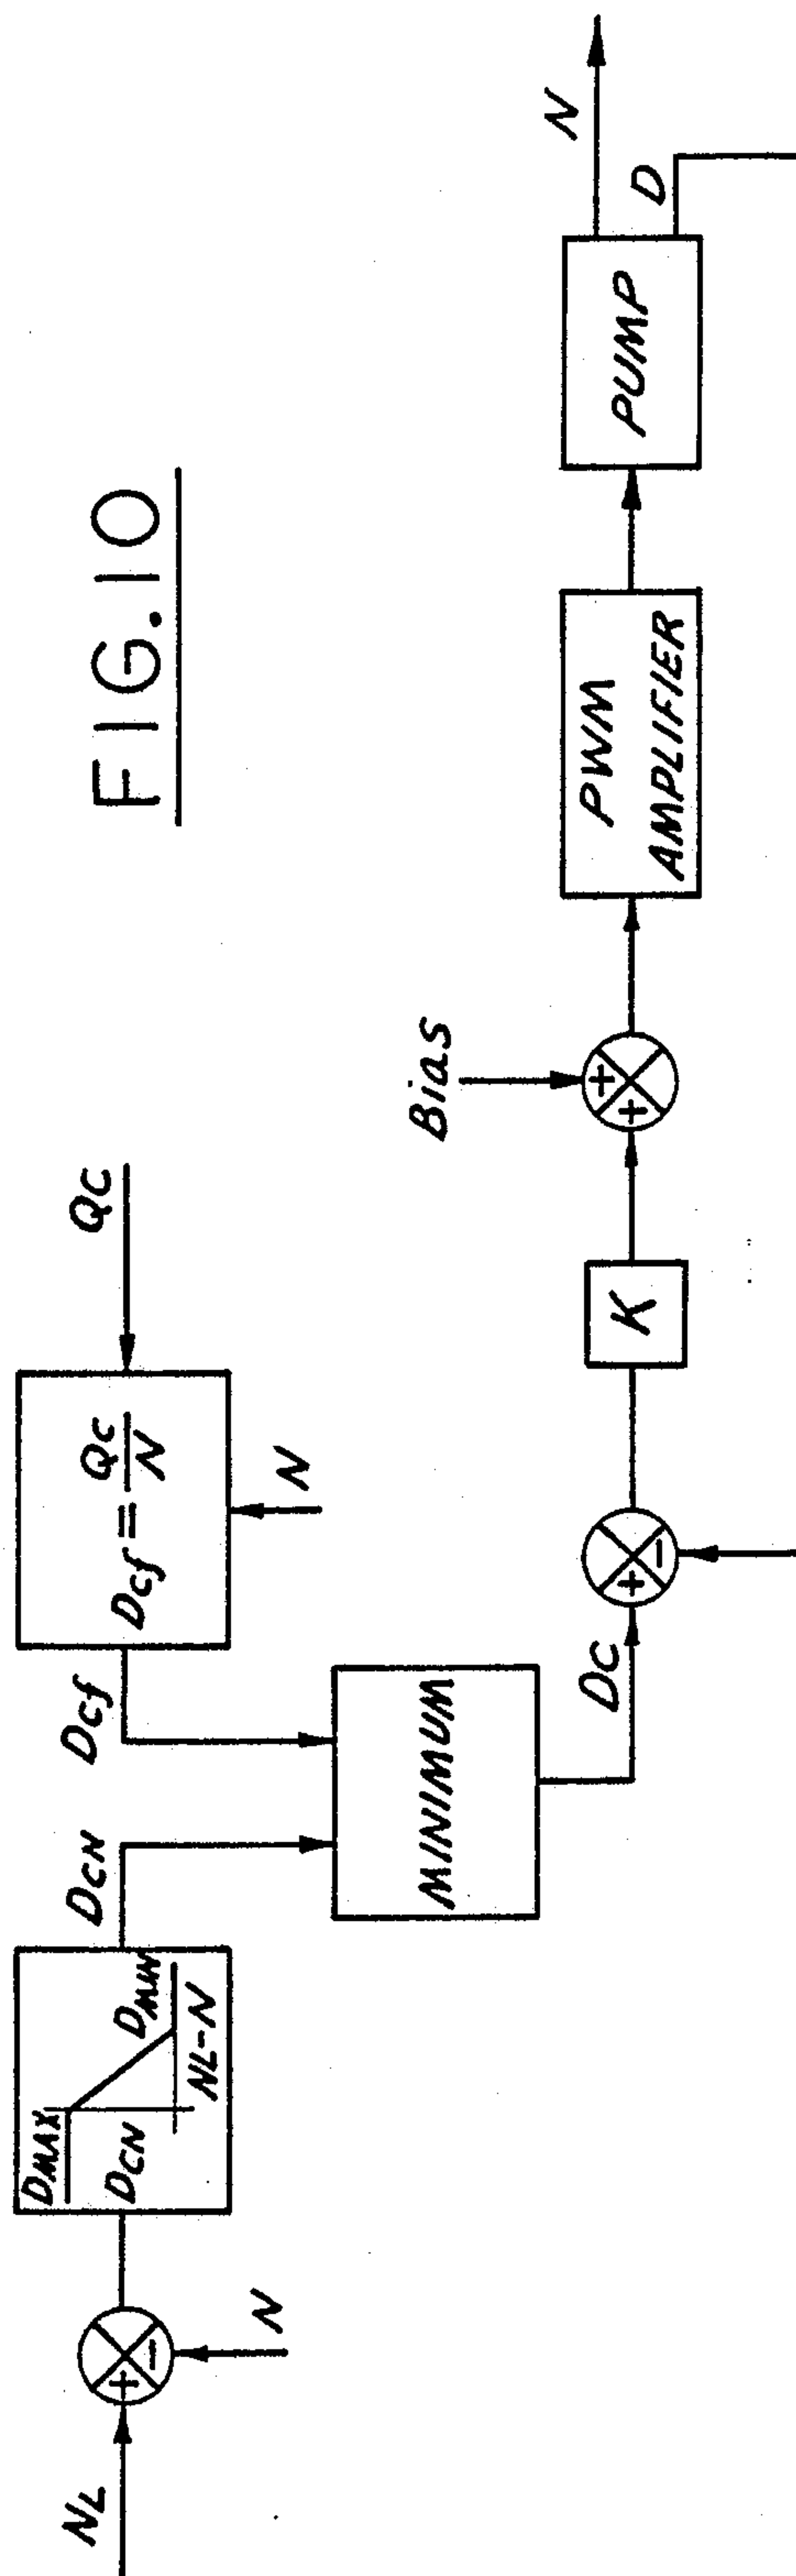 FIG. 10
NL
+
−
N
DMAX
DCN
DMIN
NL-N
DCN
Dcf
Dcf = Qc/N
N
Qc
MINIMUM
DC
+
−
K
Bias
+
+
PWM
AMPLIFIER
PUMP
N
D